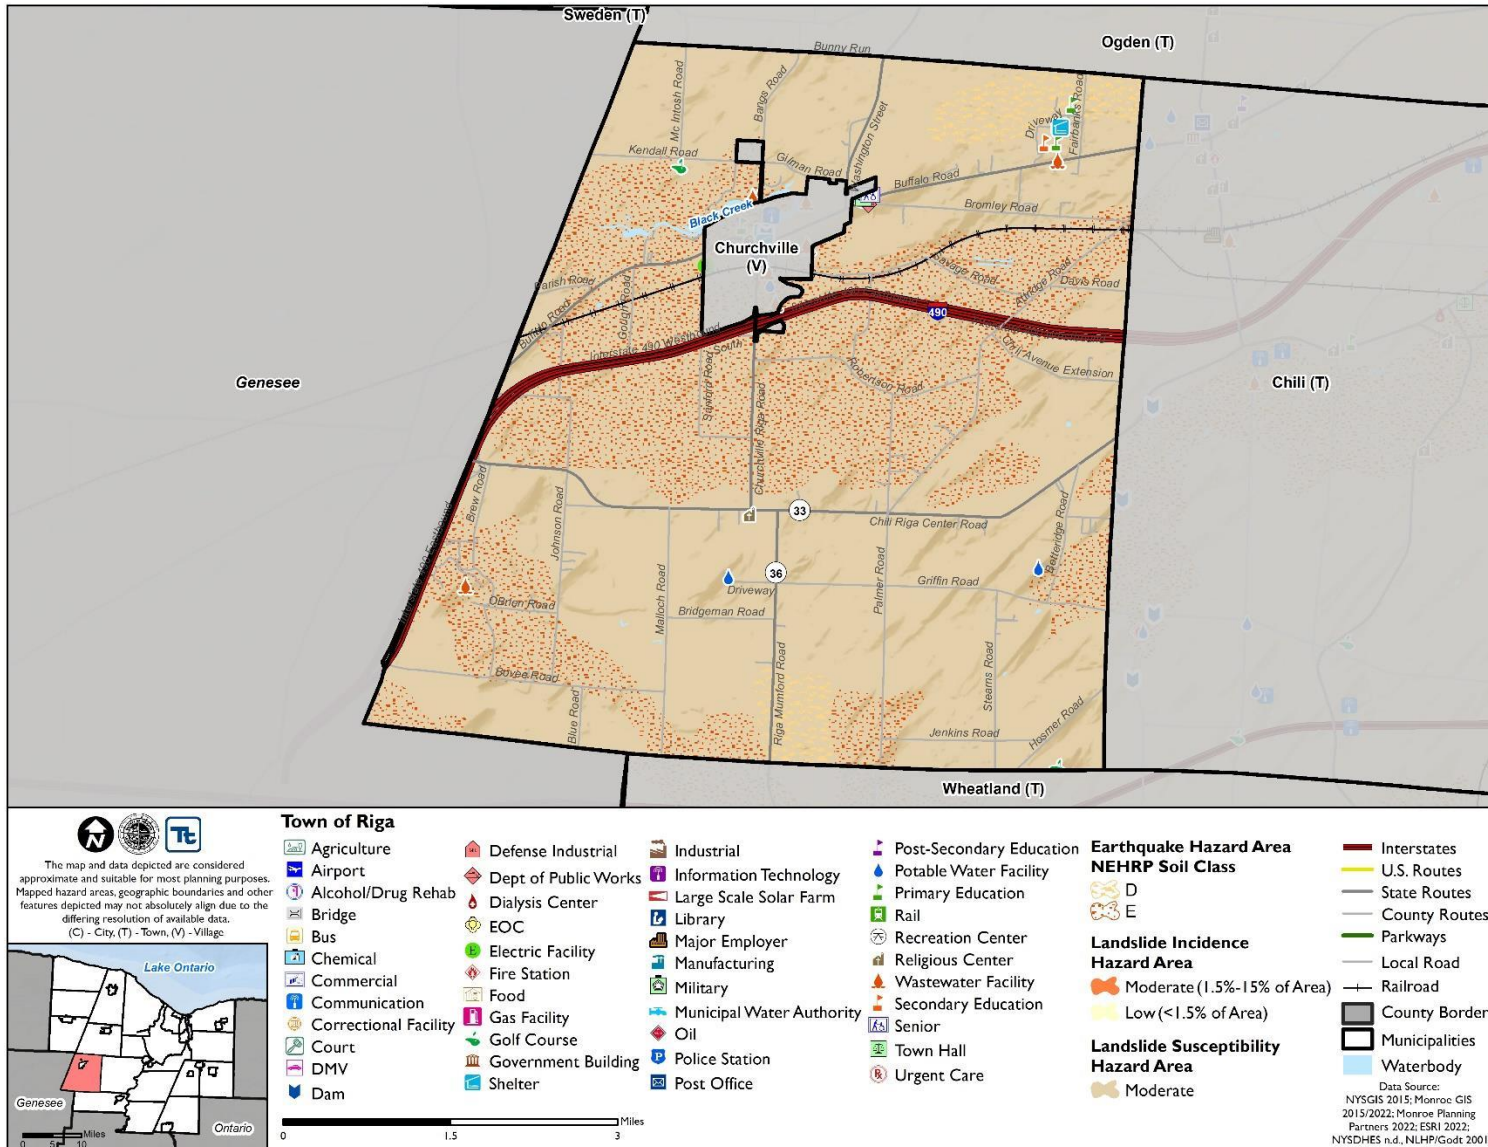 Sweden (T)
Ogden (T)
Bunny Run
Mc Intosh Road
Bangs Road
Washington Street
Driveway
Fairbanks Road
Kendall Road
Gilman Road
Buffalo Road
Bromley Road
Black Creek
Churchville
(V)
Savage Road
Attridge Road
Davis Road
Parish Road
Gough Road
Buffalo Road
490
Interstate 490 Westbound
South
Sanford Road
Churchville Riga Road
Robertson Road
Chili Avenue Extension
Genesee
Chili (T)
Interstate 490 Eastbound
Brew Road
Johnson Road
33
Chili Riga Center Road
Betteridge Road
36
Malloch Road
Driveway
Griffin Road
Palmer Road
OBrien Road
Bridgeman Road
Riga Mumford Road
Stearns Road
Bovee Road
Blue Road
Jenkins Road
Hosmer Road
Wheatland (T)
N
Tt
The map and data depicted are considered
approximate and suitable for most planning purposes.
Mapped hazard areas, geographic boundaries and other
features depicted may not absolutely align due to the
differing resolution of available data.
(C) - City, (T) - Town, (V) - Village
Lake Ontario
Genesee
Ontario
Miles
0 5 10
Town of Riga
Agriculture
Airport
Alcohol/Drug Rehab
Bridge
Bus
Chemical
Commercial
Communication
Correctional Facility
Court
DMV
Dam
Defense Industrial
Dept of Public Works
Dialysis Center
EOC
Electric Facility
Fire Station
Food
Gas Facility
Golf Course
Government Building
Shelter
Industrial
Information Technology
Large Scale Solar Farm
Library
Major Employer
Manufacturing
Military
Municipal Water Authority
Oil
Police Station
Post Office
Post-Secondary Education
Potable Water Facility
Primary Education
Rail
Recreation Center
Religious Center
Wastewater Facility
Secondary Education
Senior
Town Hall
Urgent Care
0 1.5 3 Miles
Earthquake Hazard Area
NEHRP Soil Class
D
E
Landslide Incidence
Hazard Area
Moderate (1.5%-15% of Area)
Low (<1.5% of Area)
Landslide Susceptibility
Hazard Area
Moderate
Interstates
U.S. Routes
State Routes
County Routes
Parkways
Local Road
Railroad
County Border
Municipalities
Waterbody
Data Source:
NYSGIS 2015; Monroe GIS
2015/2022; Monroe Planning
Partners 2022; ESRI 2022;
NYSDHES n.d., NLHP/Godt 2001